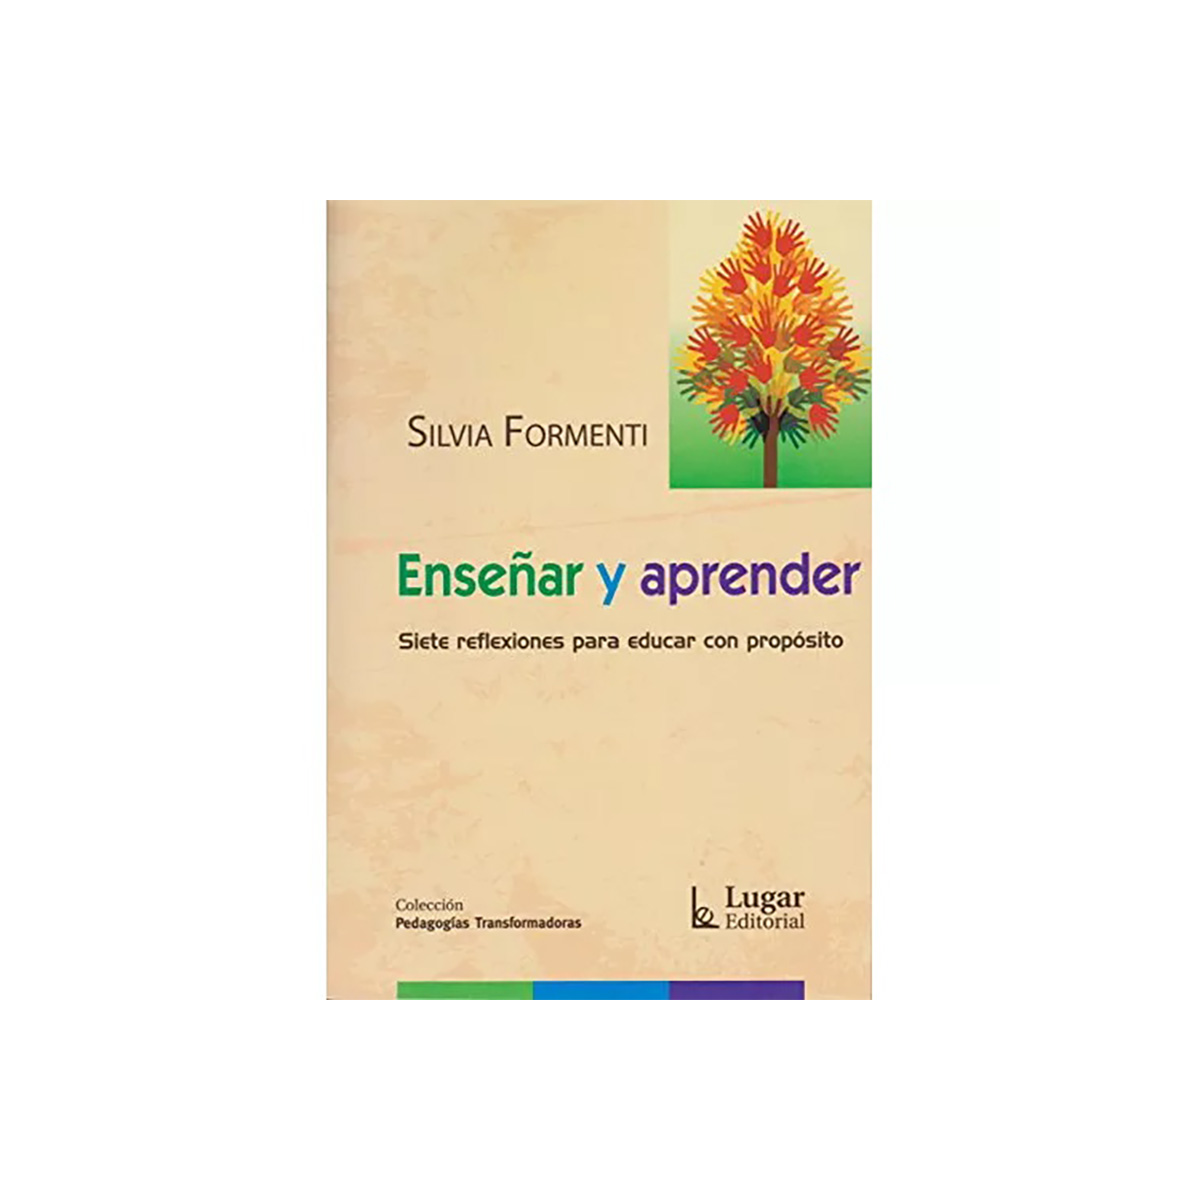 SILVIA FORMENTI
Enseñar y aprender
Siete reflexiones para educar con propósito
Colección
Pedagogías Transformadoras
Lugar
Editorial